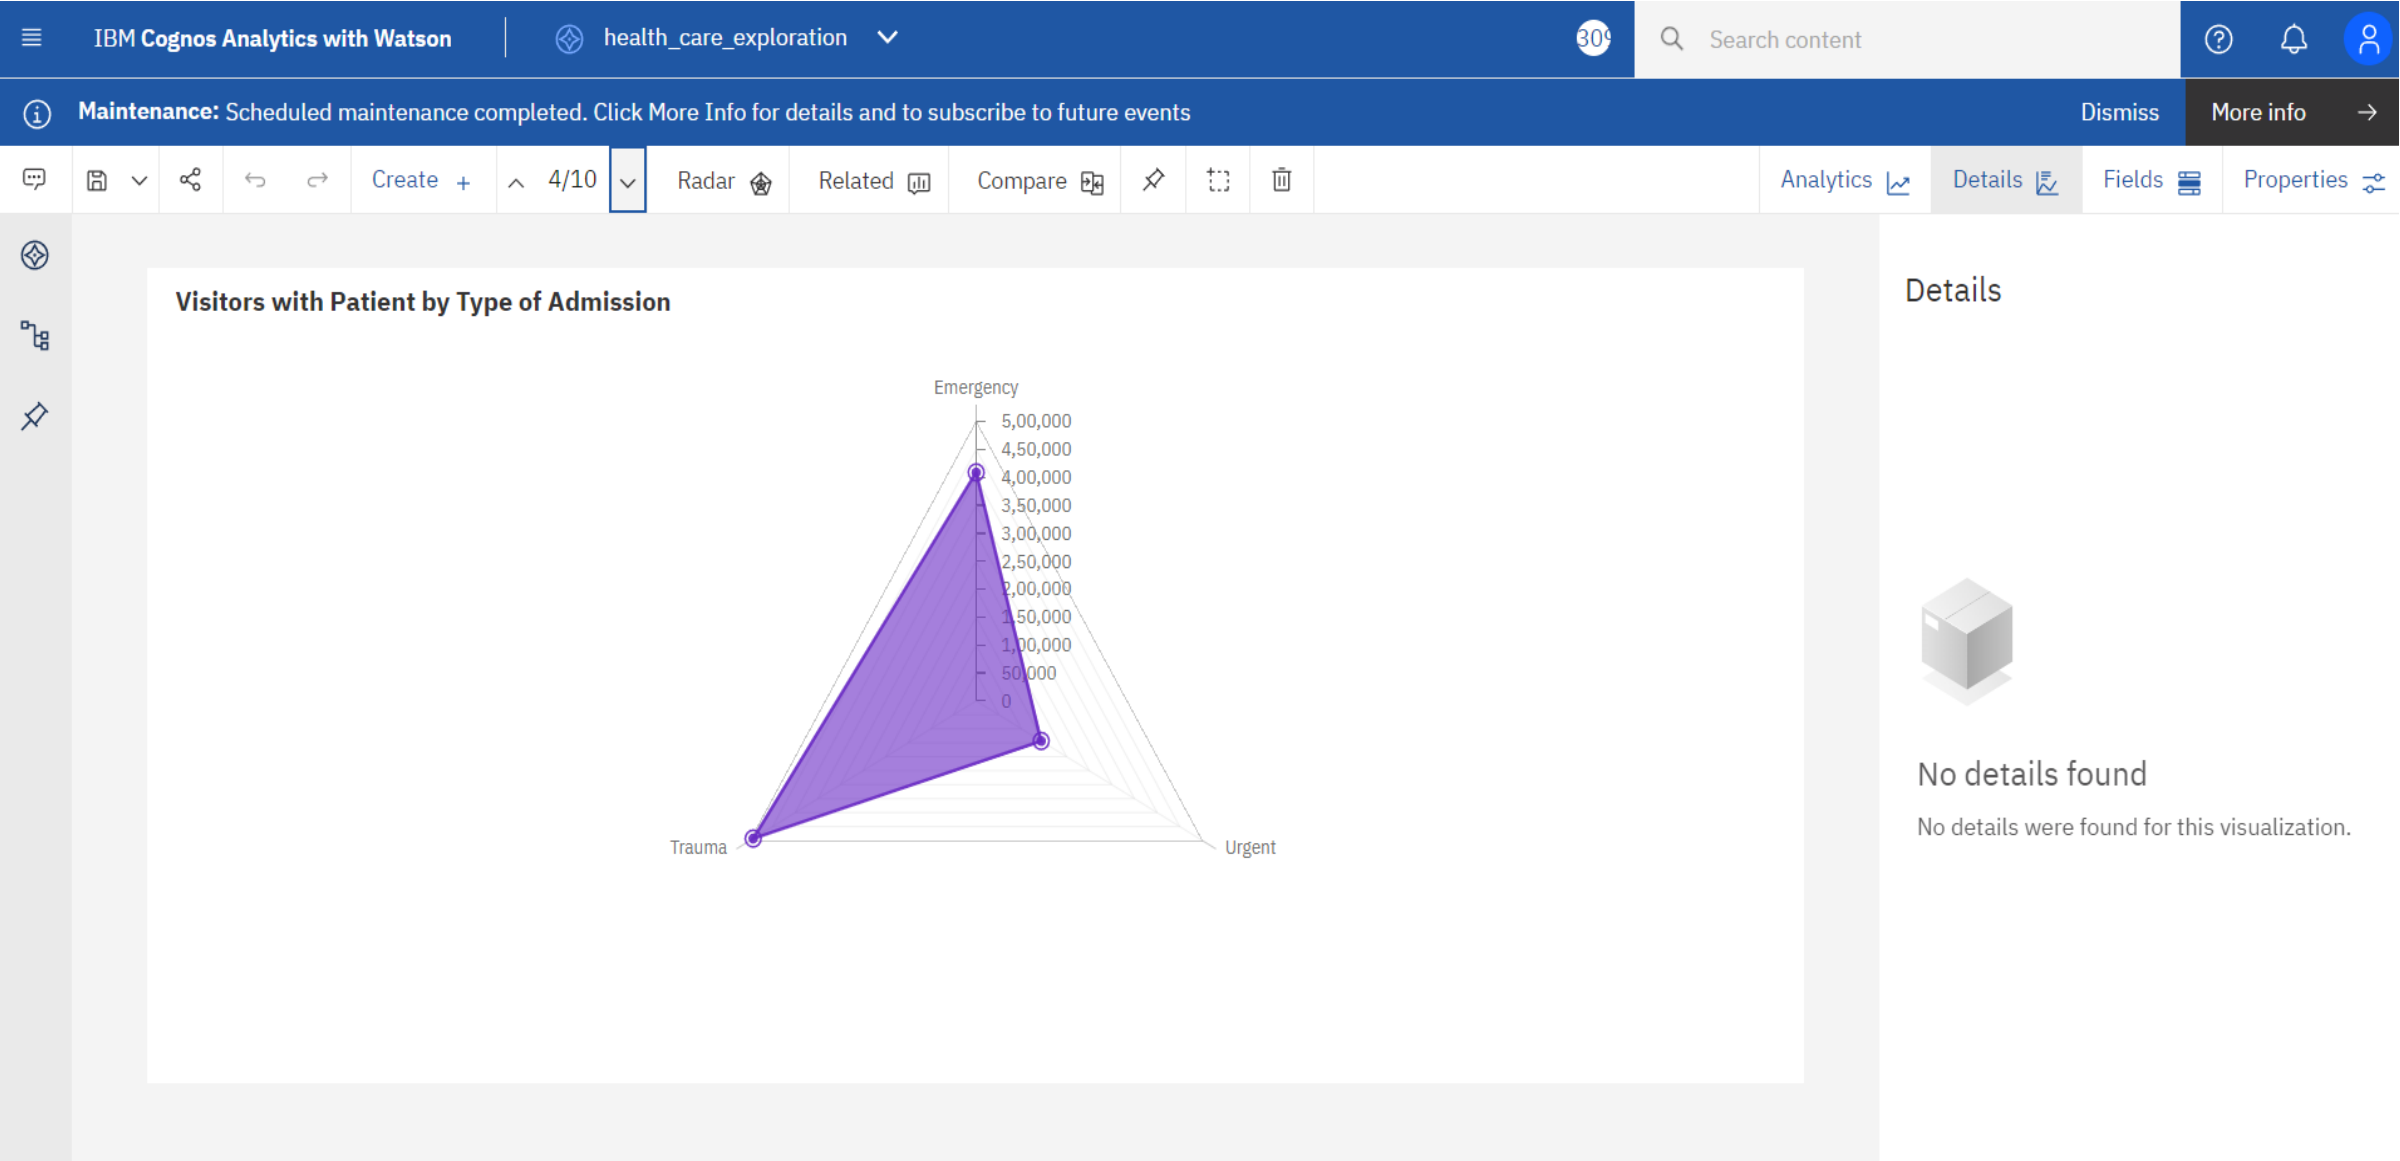 IBM Cognos Analytics with Watson
health_care_exploration
Search content
Maintenance: Scheduled maintenance completed. Click More Info for details and to subscribe to future events
Dismiss
More info
Create
4/10
Radar
Related
Compare
Analytics
Details
Fields
Properties
Visitors with Patient by Type of Admission
Details
Emergency
5,00,000
4,50,000
4,00,000
3,50,000
3,00,000
2,50,000
2,00,000
1,50,000
1,00,000
50,000
0
Trauma
Urgent
No details found
No details were found for this visualization.